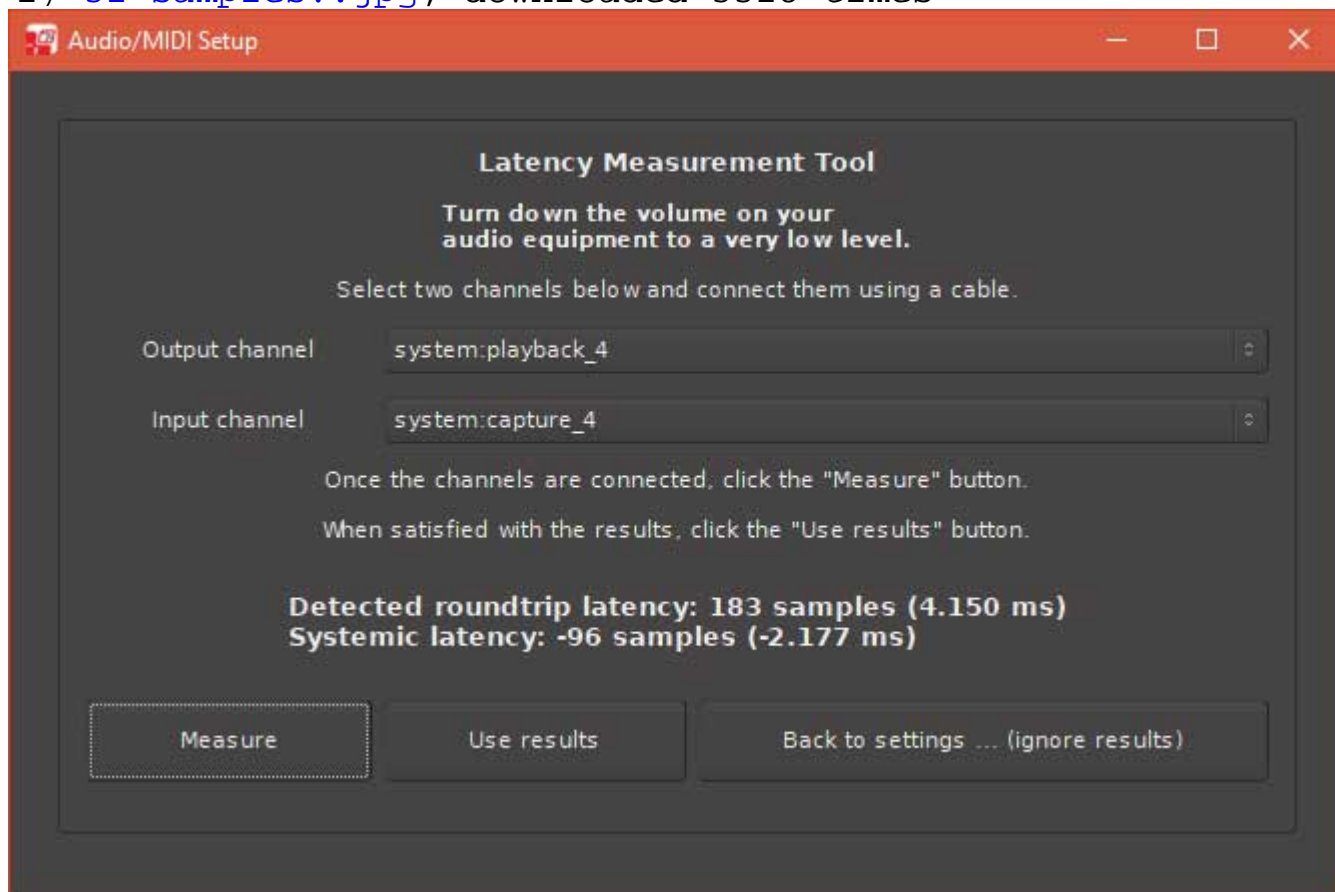 Audio/MIDI Setup
Latency Measurement Tool
Turn down the volume on your
audio equipment to a very low level.
Select two channels below and connect them using a cable.
Output channel system:playback_4
Input channel system:capture_4
Once the channels are connected, click the "Measure" button.
When satisfied with the results, click the "Use results" button.
Detected roundtrip latency: 183 samples (4.150 ms)
Systemic latency: -96 samples (-2.177 ms)
Measure Use results Back to settings ... (ignore results)